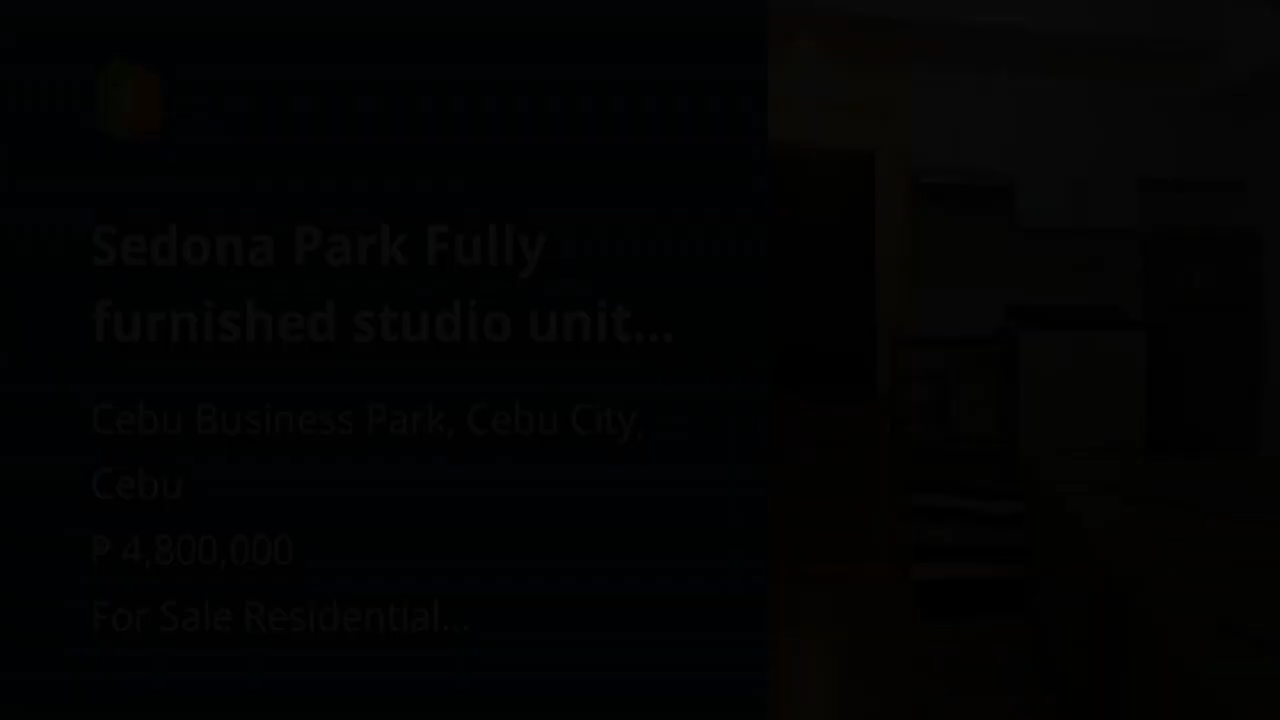 Sedona Park Fully
furnished studio unit...
Cebu Business Park, Cebu City,
Cebu
₱ 4,800,000
For Sale Residential...